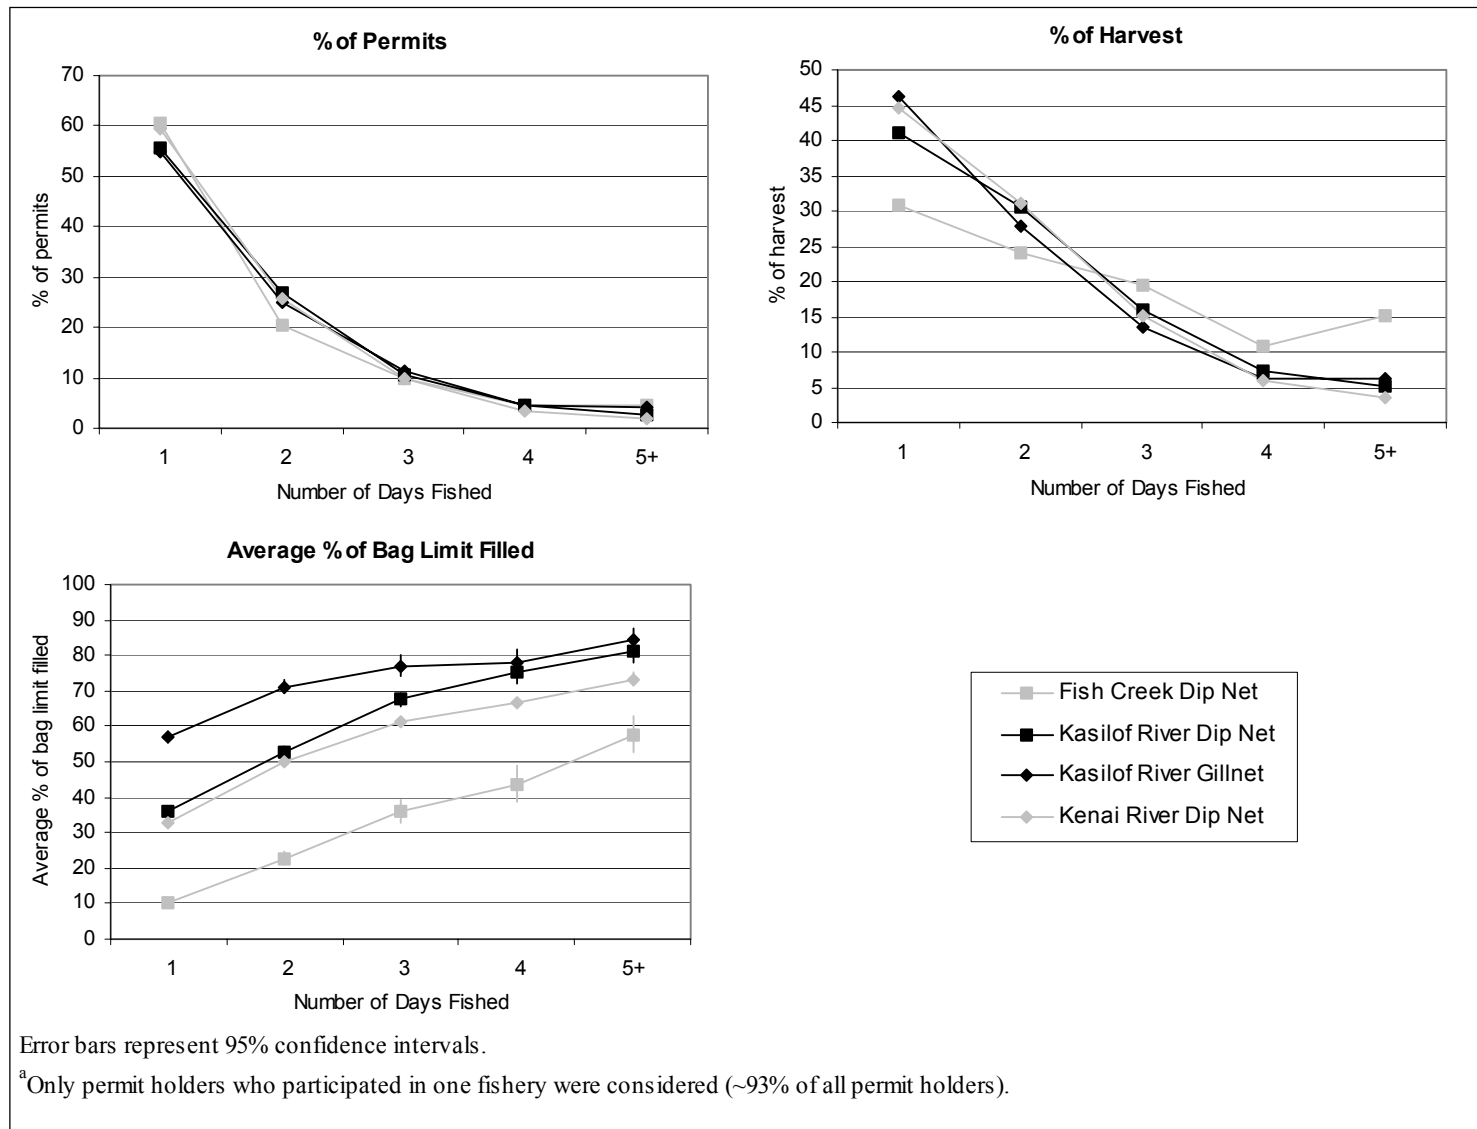 % of Permits
70
60
50
40
30
20
10
0
% of permits
1 2 3 4 5+
Number of Days Fished
% of Harvest
50
45
40
35
30
25
20
15
10
5
0
% of harvest
1 2 3 4 5+
Number of Days Fished
Average % of Bag Limit Filled
100
90
80
70
60
50
40
30
20
10
0
Average % of bag limit filled
1 2 3 4 5+
Number of Days Fished
Fish Creek Dip Net
Kasilof River Dip Net
Kasilof River Gillnet
Kenai River Dip Net
Error bars represent 95% confidence intervals.
aOnly permit holders who participated in one fishery were considered (~93% of all permit holders).